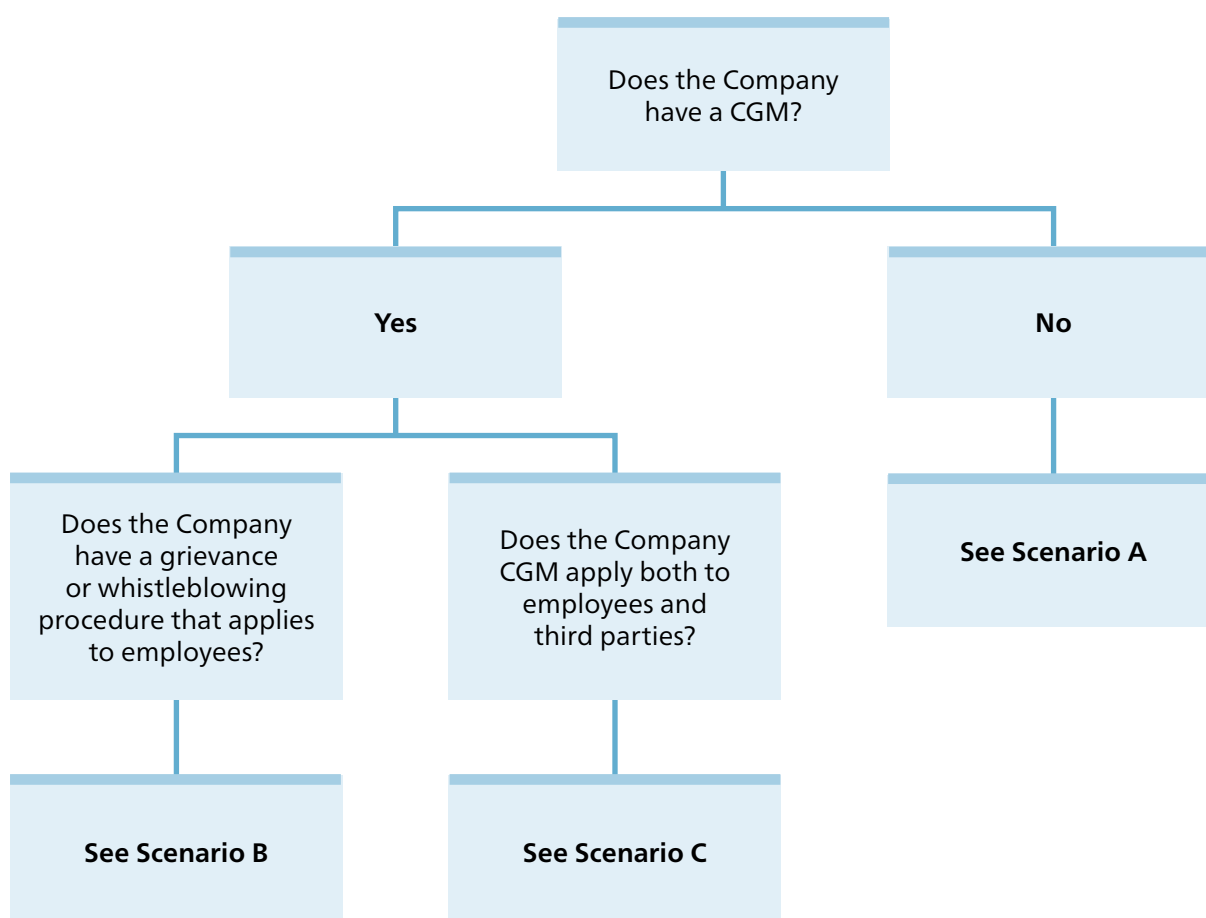 Does the Company
have a CGM?
Yes
No
Does the Company
have a grievance
or whistleblowing
procedure that applies
to employees?
Does the Company
CGM apply both to
employees and
third parties?
See Scenario A
See Scenario B
See Scenario C